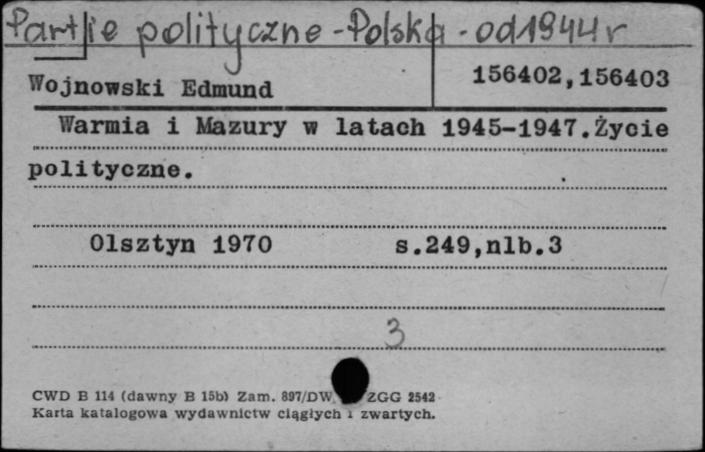 Partie polityczne - Polska - od 1944 r
Wojnowski Edmund 156402,156403
Warmia i Mazury w latach 1945-1947.Życie
polityczne.
Olsztyn 1970 s.249,nlb.3
3
CWD B 114 (dawny B 15b) Zam. 897/DW ZGG 2542
Karta katalogowa wydawnictw ciągłych i zwartych.